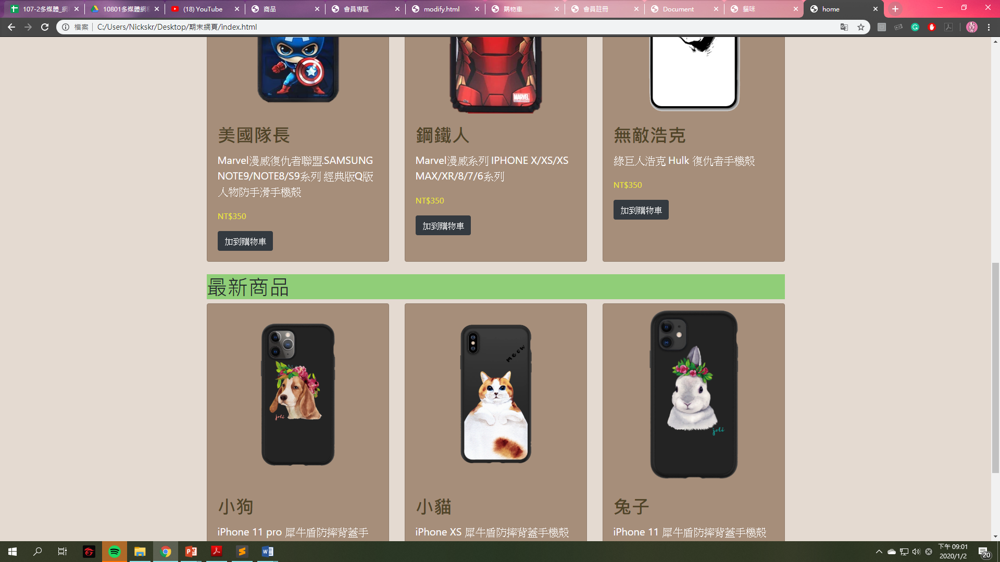 107-2多媒體_網
10801多媒體網和
(18) YouTube
商品
會員專區
modify.html
購物車
會員註冊
Document
貓咪
home
檔案
C:/Users/Nickskr/Desktop/期末網頁/index.html
MARVEL
美國隊長
鋼鐵人
無敵浩克
Marvel漫威復仇者聯盟.SAMSUNG
NOTE9/NOTE8/S9系列 經典版Q版
人物防手滑手機殼
NT$350
加到購物車
Marvel漫威系列 IPHONE X/XS/XS
MAX/XR/8/7/6系列
NT$350
加到購物車
綠巨人浩克 Hulk 復仇者手機殼
NT$350
加到購物車
最新商品
joli
meow
joli
小狗
小貓
兔子
iPhone 11 pro 犀牛盾防摔背蓋手
iPhone XS 犀牛盾防摔背蓋手機殼
iPhone 11 犀牛盾防摔背蓋手機殼
下午 09:01
2020/1/2
20